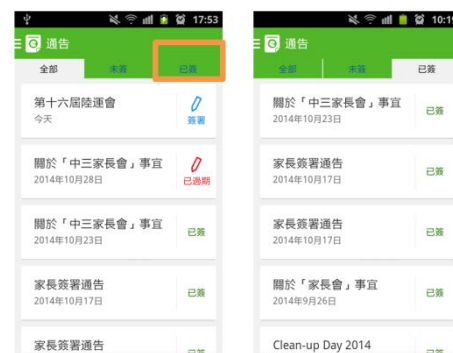 17:53
通告
全部 未簽 已簽
第十六屆陸運會
今天
簽署
關於「中三家長會」事宜
2014年10月28日
已過期
關於「中三家長會」事宜
2014年10月23日
已簽
家長簽署通告
2014年10月17日
已簽
家長簽署通告
已簽
10:19
通告
全部 未簽 已簽
關於「中三家長會」事宜
2014年10月23日
已簽
家長簽署通告
2014年10月17日
已簽
家長簽署通告
2014年10月17日
已簽
關於「家長會」事宜
2014年9月26日
已簽
Clean-up Day 2014
已簽